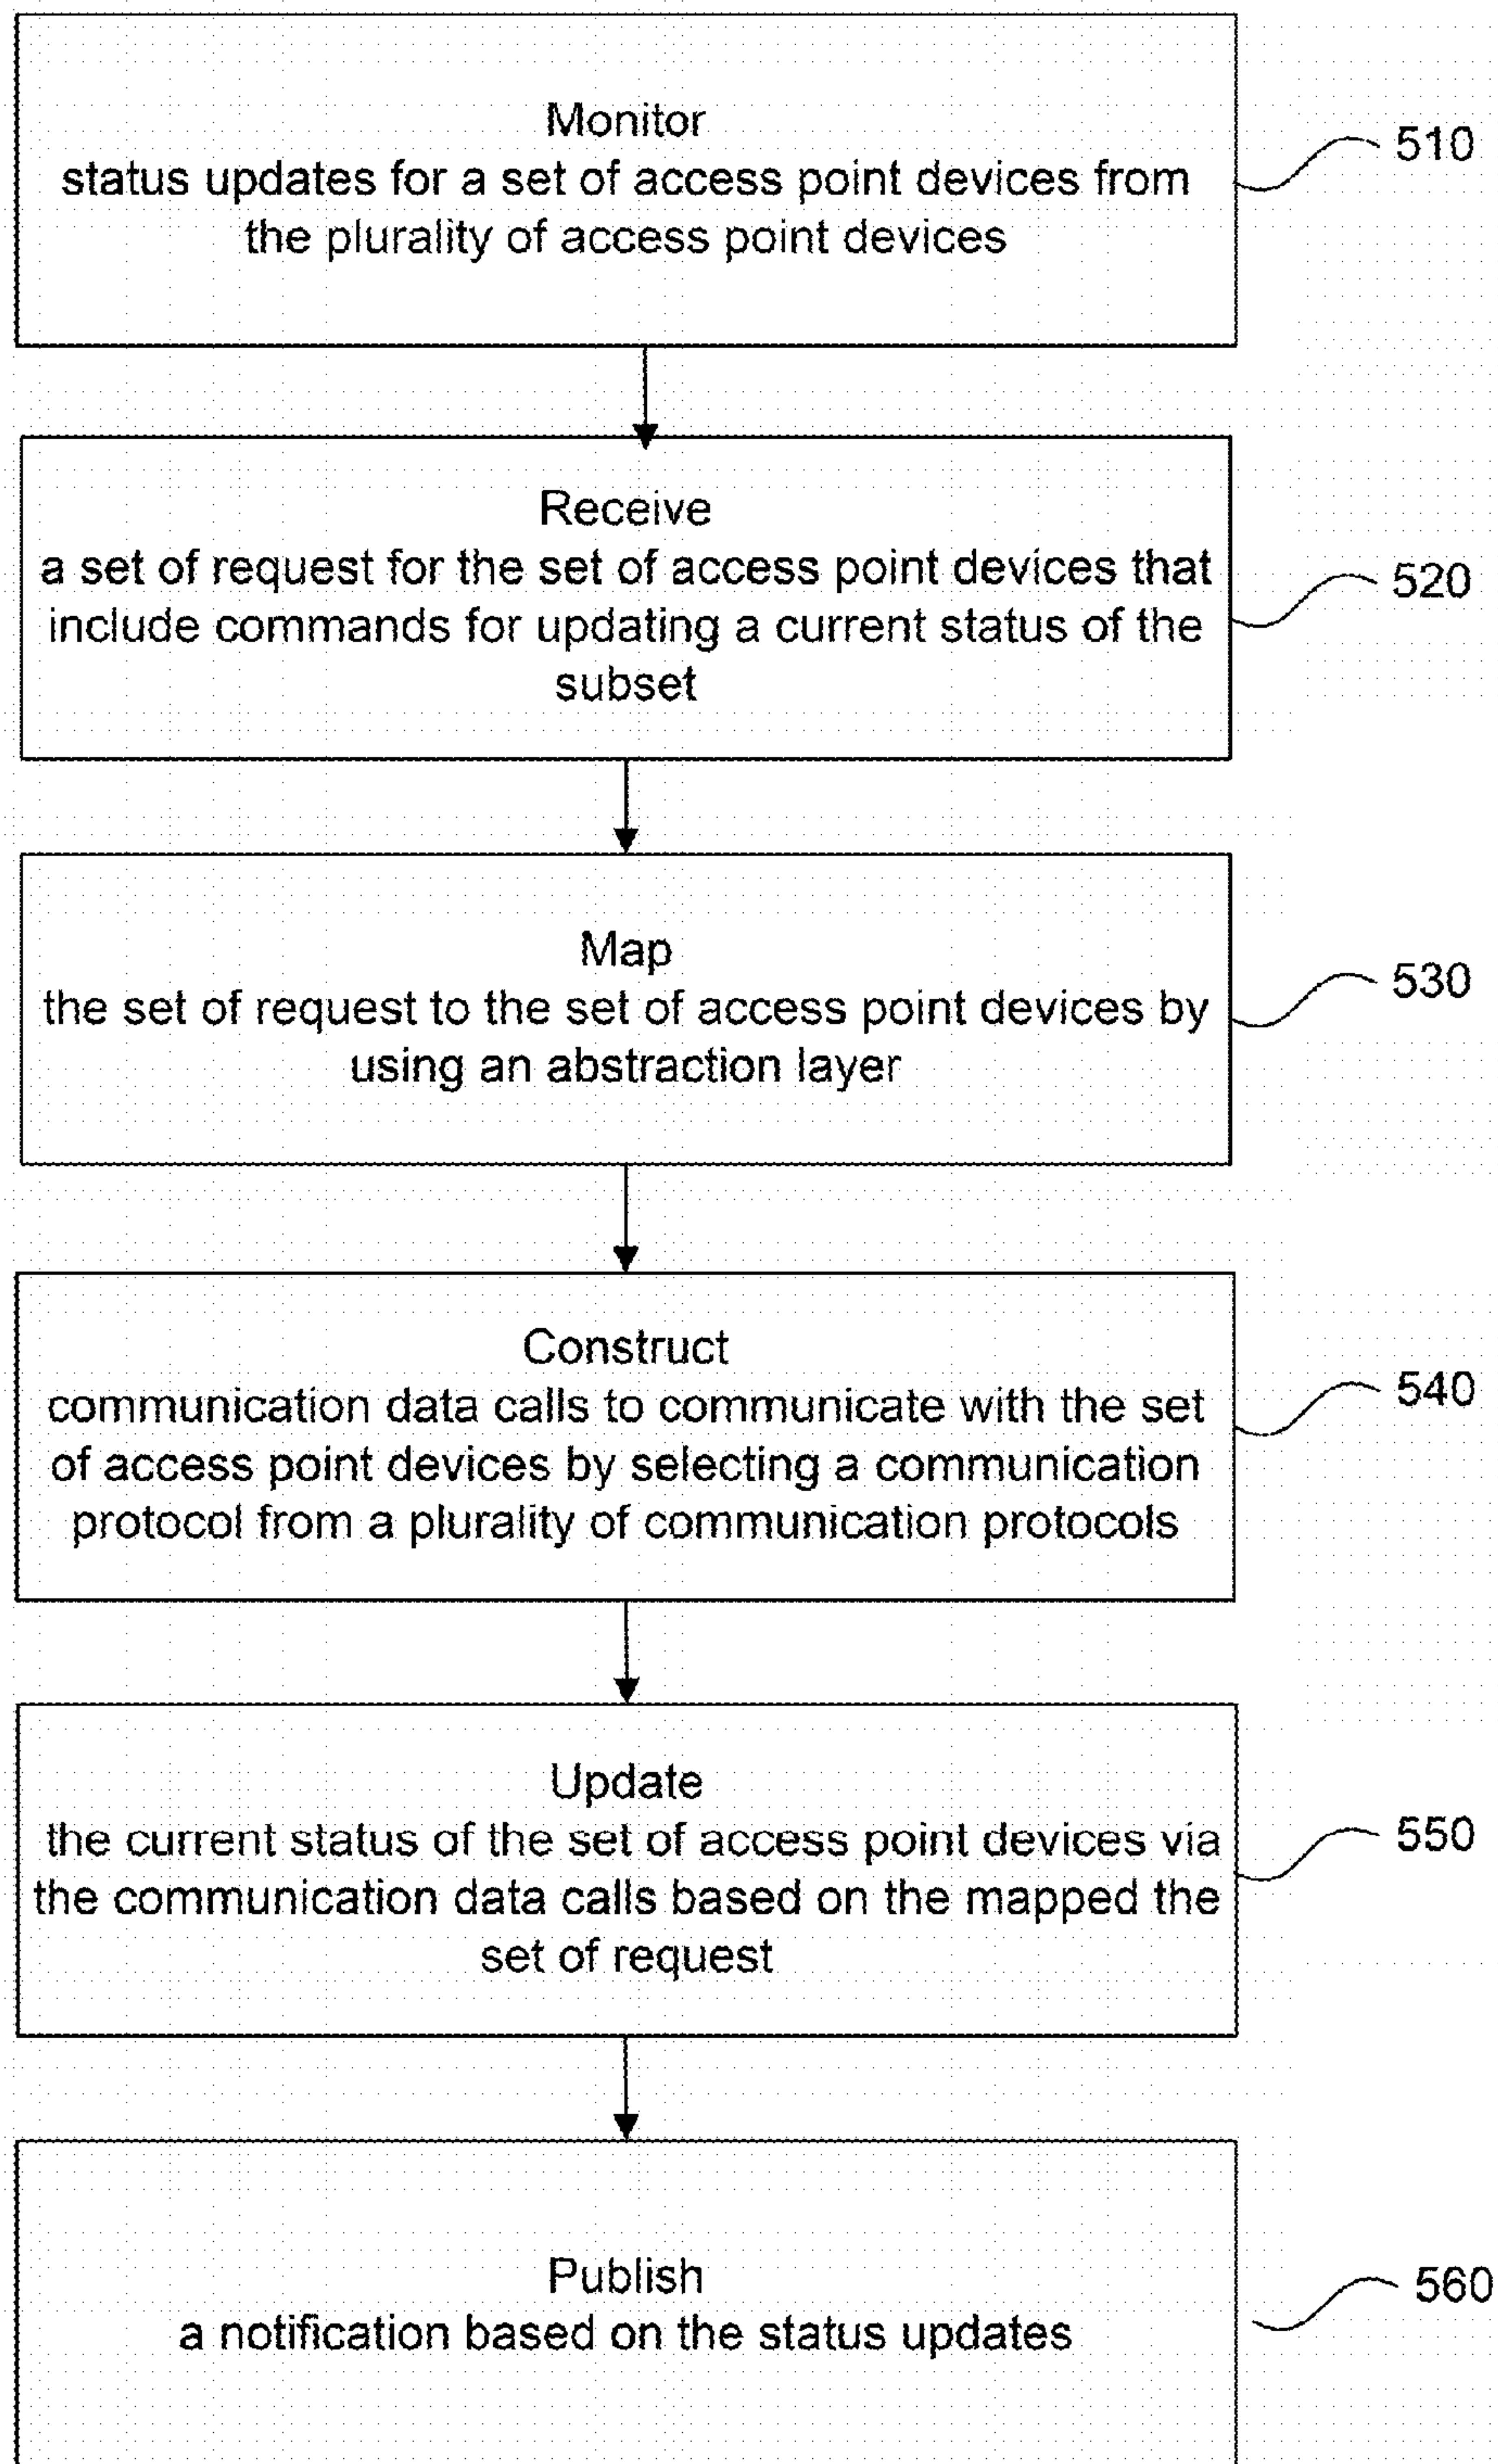 Monitor
status updates for a set of access point devices from
the plurality of access point devices
510
Receive
a set of request for the set of access point devices that
include commands for updating a current status of the
subset
520
Map
the set of request to the set of access point devices by
using an abstraction layer
530
Construct
communication data calls to communicate with the set
of access point devices by selecting a communication
protocol from a plurality of communication protocols
540
Update
the current status of the set of access point devices via
the communication data calls based on the mapped the
set of request
550
Publish
a notification based on the status updates
560